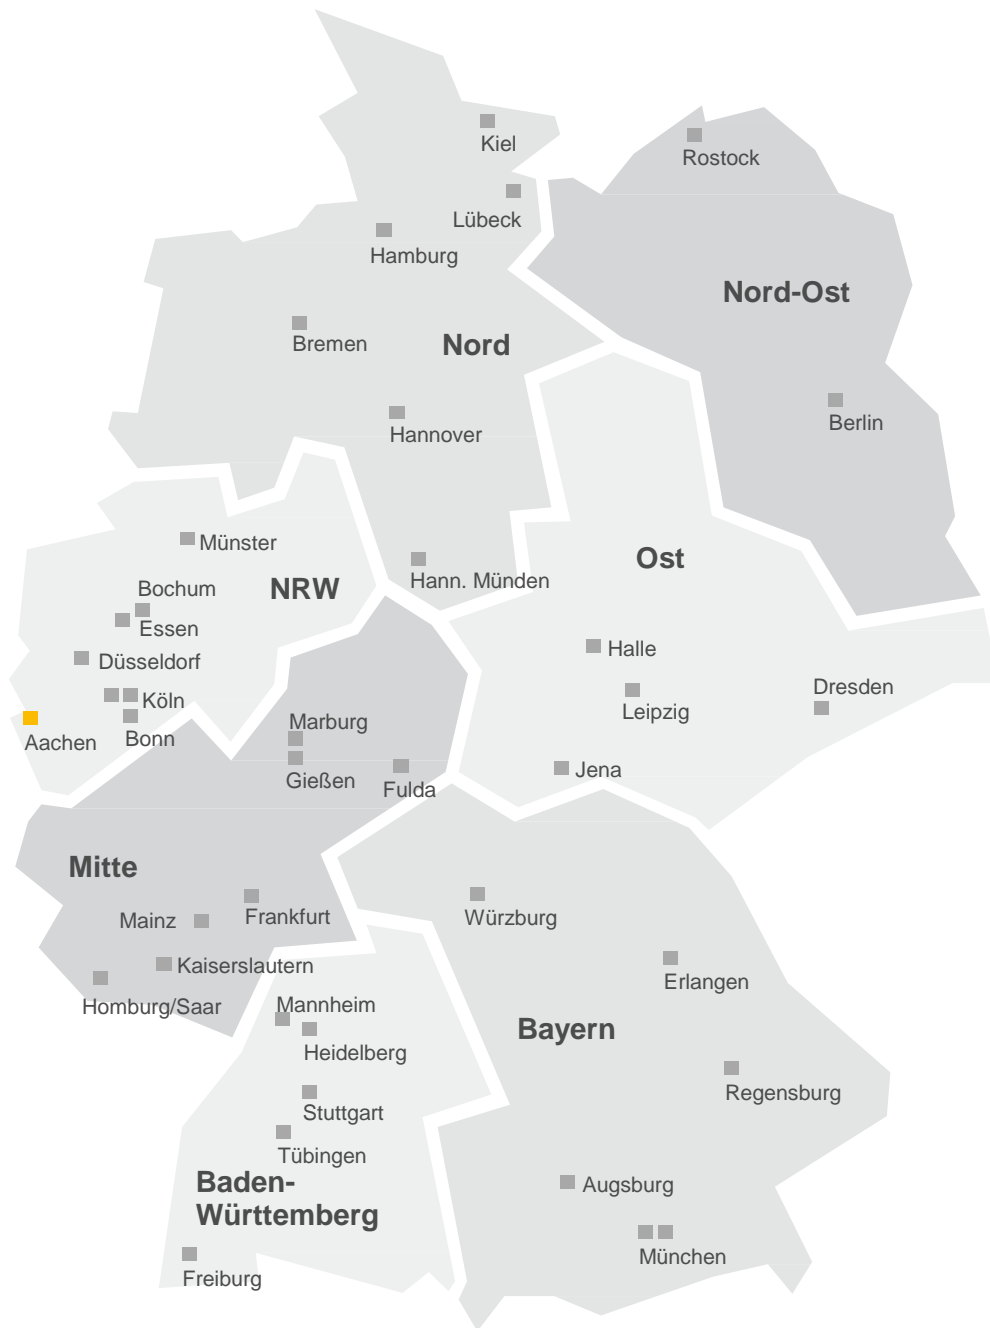 Kiel
Rostock
Lübeck
Hamburg
Nord-Ost
Bremen
Nord
Berlin
Hannover
Münster
Ost
Hann. Münden
NRW
Bochum
Essen
Halle
Düsseldorf
Dresden
Köln
Leipzig
Marburg
Aachen
Bonn
Jena
Gießen
Fulda
Mitte
Mainz
Frankfurt
Würzburg
Kaiserslautern
Erlangen
Homburg/Saar
Mannheim
Bayern
Heidelberg
Regensburg
Stuttgart
Tübingen
Baden-
Württemberg
Augsburg
München
Freiburg